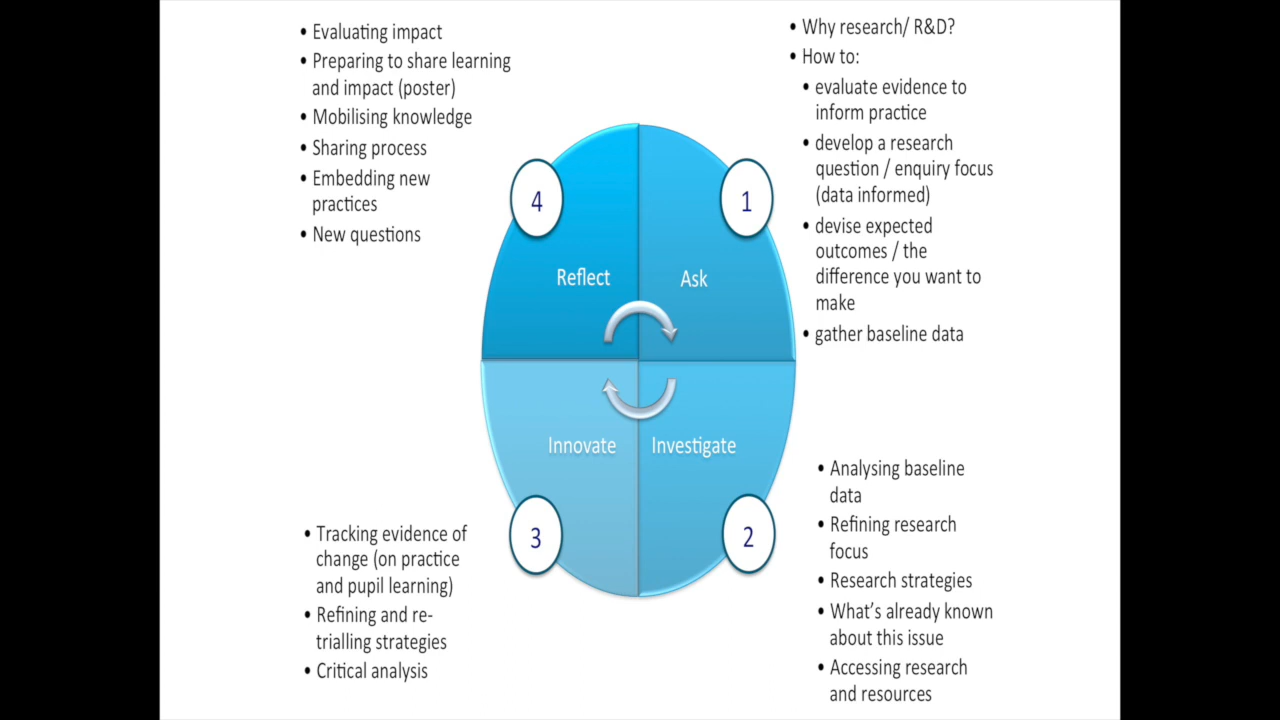 • Evaluating impact
• Preparing to share learning
and impact (poster)
• Mobilising knowledge
• Sharing process
• Embedding new
practices
• New questions
• Why research/ R&D?
• How to:
• evaluate evidence to
inform practice
• develop a research
question / enquiry focus
(data informed)
• devise expected
outcomes / the
difference you want to
make
• gather baseline data
4
1
Reflect
Ask
Innovate
Investigate
3
2
• Tracking evidence of
change (on practice
and pupil learning)
• Refining and re-
trialling strategies
• Critical analysis
• Analysing baseline
data
• Refining research
focus
• Research strategies
• What’s already known
about this issue
• Accessing research
and resources